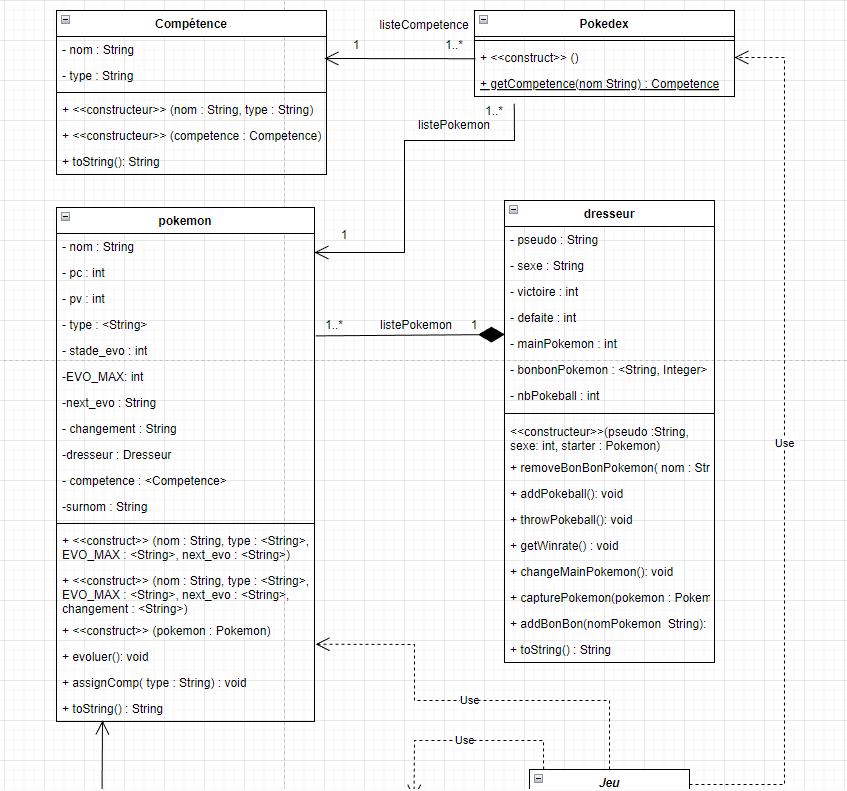 Compétence
- nom : String
- type : String
+ <<constructeur>> (nom : String, type : String)
+ <<constructeur>> (competence : Competence)
+ toString(): String
listeCompetence
1
1..*
Pokedex
+ <<construct>> ()
+ getCompetence(nom String) : Competence
1..*
listePokemon
1
pokemon
- nom : String
- pc : int
- pv : int
- type : <String>
- stade_evo : int
-EVO_MAX: int
-next_evo : String
- changement : String
-dresseur : Dresseur
- competence : <Competence>
-surnom : String
+ <<construct>> (nom : String, type : <String>,
EVO_MAX : <String>, next_evo : <String>)
+ <<construct>> (nom : String, type : <String>,
EVO_MAX : <String>, next_evo : <String>,
changement : <String>)
+ <<construct>> (pokemon : Pokemon)
+ evoluer(): void
+ assignComp( type : String) : void
+ toString() : String
1..*
listePokemon
1
dresseur
- pseudo : String
- sexe : String
- victoire : int
- defaite : int
- mainPokemon : int
- bonbonPokemon : <String, Integer>
- nbPokeball : int
<<constructeur>>(pseudo :String,
sexe: int, starter : Pokemon)
+ removeBonBonPokemon( nom : Str
+ addPokeball(): void
+ throwPokeball(): void
+ getWinrate() : void
+ changeMainPokemon(): void
+ capturePokemon(pokemon : Pokem
+ addBonBon(nomPokemon String):
+ toString() : String
Use
Use
Use
Jeu